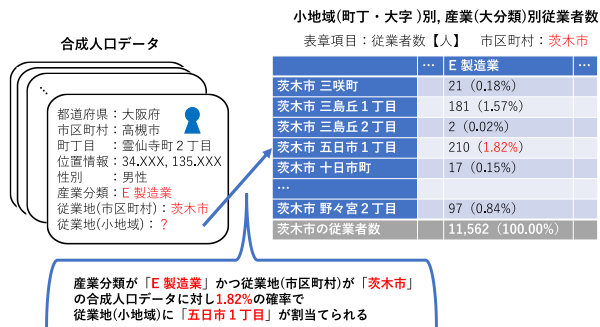 小地域(町丁・大字)別, 産業(大分類)別従業者数
合成人口データ
表章項目：従業者数【人】　市区町村：茨木市
… E 製造業 …
茨木市 三咲町 21（0.18%）
茨木市 三島丘１丁目 181（1.57%）
茨木市 三島丘２丁目 2（0.02%）
茨木市 五日市１丁目 210（1.82%）
茨木市 十日市町 17（0.15%）
…
茨木市 野々宮２丁目 97（0.84%）
茨木市の従業者数 11,562（100.00%）
…
都道府県：大阪府
市区町村：高槻市
町丁目　：霊仙寺町２丁目
位置情報：34.XXX, 135.XXX
性別　　：男性
産業分類：E 製造業
従業地(市区町村)：茨木市
従業地(小地域)：？
産業分類が「E 製造業」かつ従業地(市区町村)が「茨木市」
の合成人口データに対し1.82%の確率で
従業地(小地域)に「五日市１丁目」が割当てられる